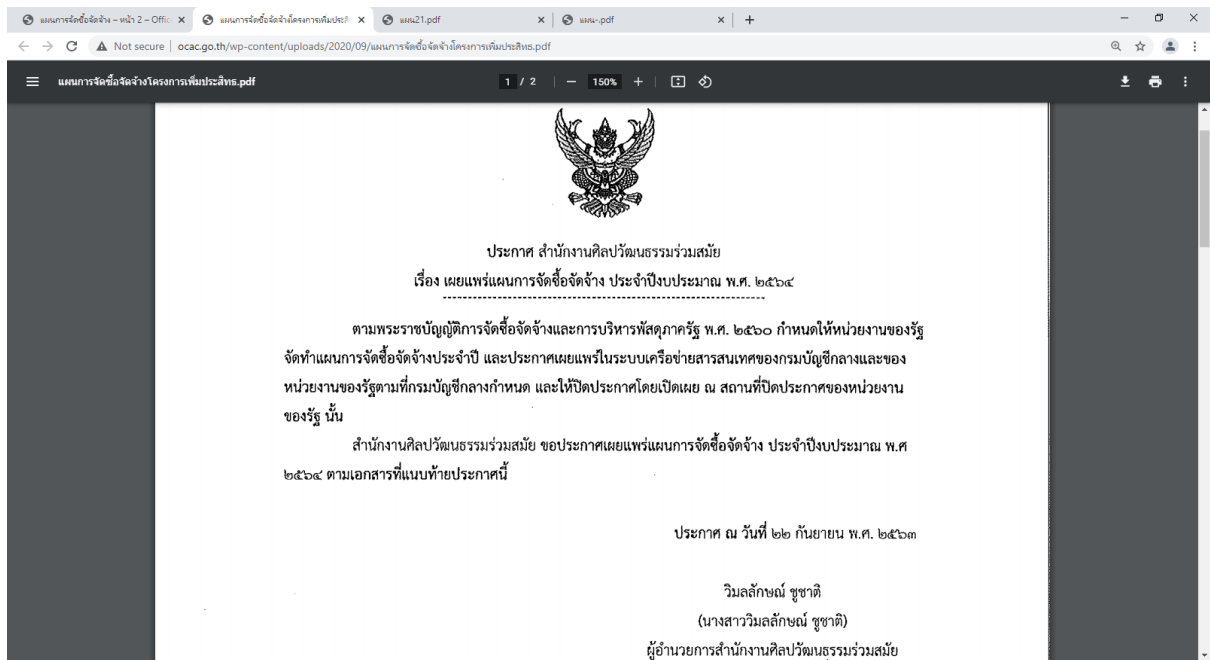 แผนการจัดซื้อจัดจ้าง – หน้า 2 – Offic
แผนการจัดซื้อจัดจ้างโครงการเพิ่มประสิ
แผน21.pdf
แผน-.pdf
Not secure | ocac.go.th/wp-content/uploads/2020/09/แผนการจัดซื้อจัดจ้างโครงการเพิ่มประสิทธ.pdf
แผนการจัดซื้อจัดจ้างโครงการเพิ่มประสิทธ.pdf 1 / 2 150%
ประกาศ สำนักงานศิลปวัฒนธรรมร่วมสมัย
เรื่อง เผยแพร่แผนการจัดซื้อจัดจ้าง ประจำปีงบประมาณ พ.ศ. ๒๕๖๔
ตามพระราชบัญญัติการจัดซื้อจัดจ้างและการบริหารพัสดุภาครัฐ พ.ศ. ๒๕๖๐ กำหนดให้หน่วยงานของรัฐ
จัดทำแผนการจัดซื้อจัดจ้างประจำปี และประกาศเผยแพร่ในระบบเครือข่ายสารสนเทศของกรมบัญชีกลางและของ
หน่วยงานของรัฐตามที่กรมบัญชีกลางกำหนด และให้ปิดประกาศโดยเปิดเผย ณ สถานที่ปิดประกาศของหน่วยงาน
ของรัฐ นั้น
สำนักงานศิลปวัฒนธรรมร่วมสมัย ขอประกาศเผยแพร่แผนการจัดซื้อจัดจ้าง ประจำปีงบประมาณ พ.ศ
๒๕๖๔ ตามเอกสารที่แนบท้ายประกาศนี้
ประกาศ ณ วันที่ ๒๒ กันยายน พ.ศ. ๒๕๖๓
วิมลลักษณ์ ชูชาติ
(นางสาววิมลลักษณ์ ชูชาติ)
ผู้อำนวยการสำนักงานศิลปวัฒนธรรมร่วมสมัย